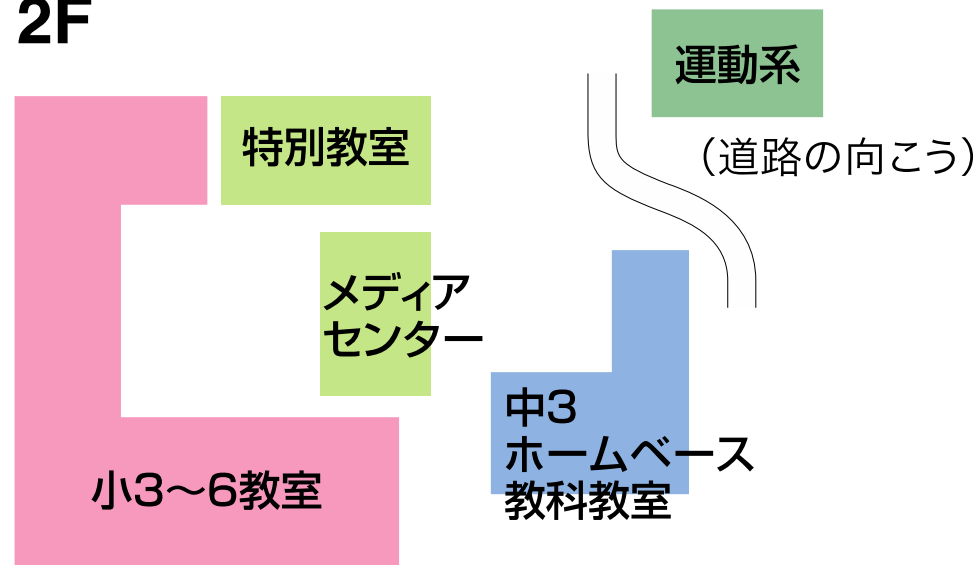 2F
運動系
(道路の向こう)
特別教室
メディア
センター
中3
ホームベース
教科教室
小3〜6教室